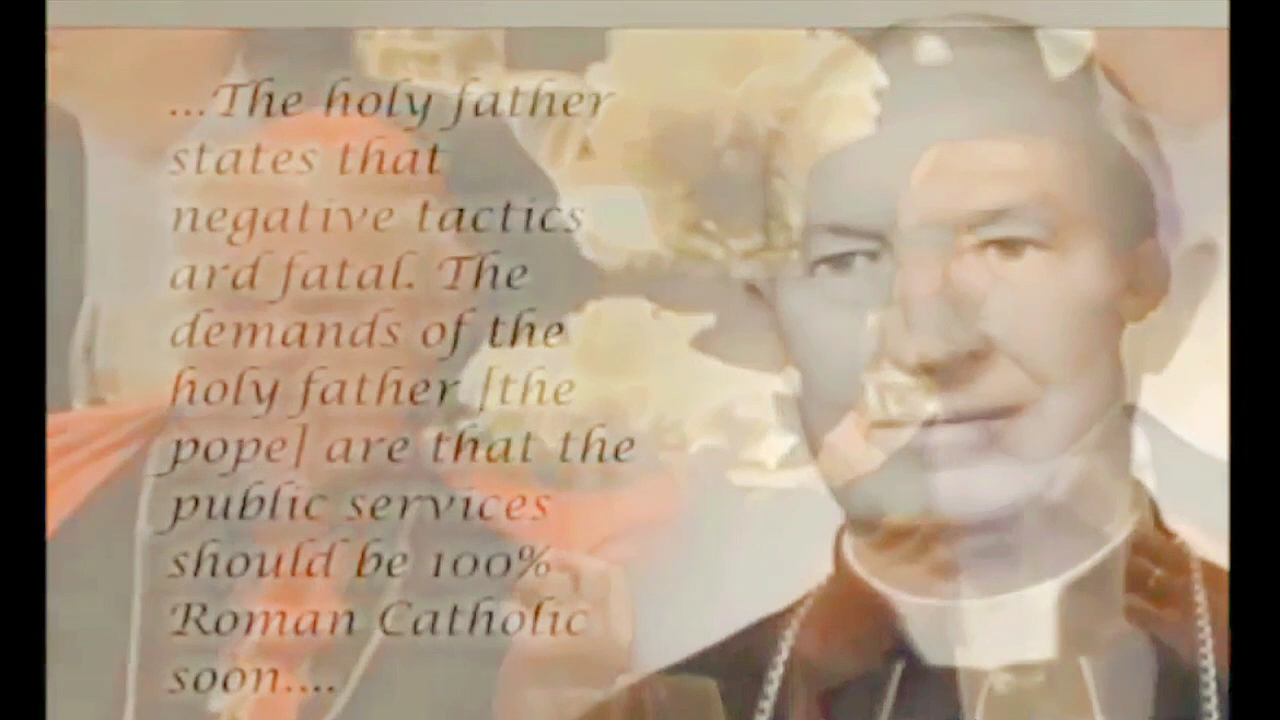 ...The holy father
states that
negative tactics
ard fatal. The
demands of the
holy father [the
pope] are that the
public services
should be 100%
Roman Catholic
soon....